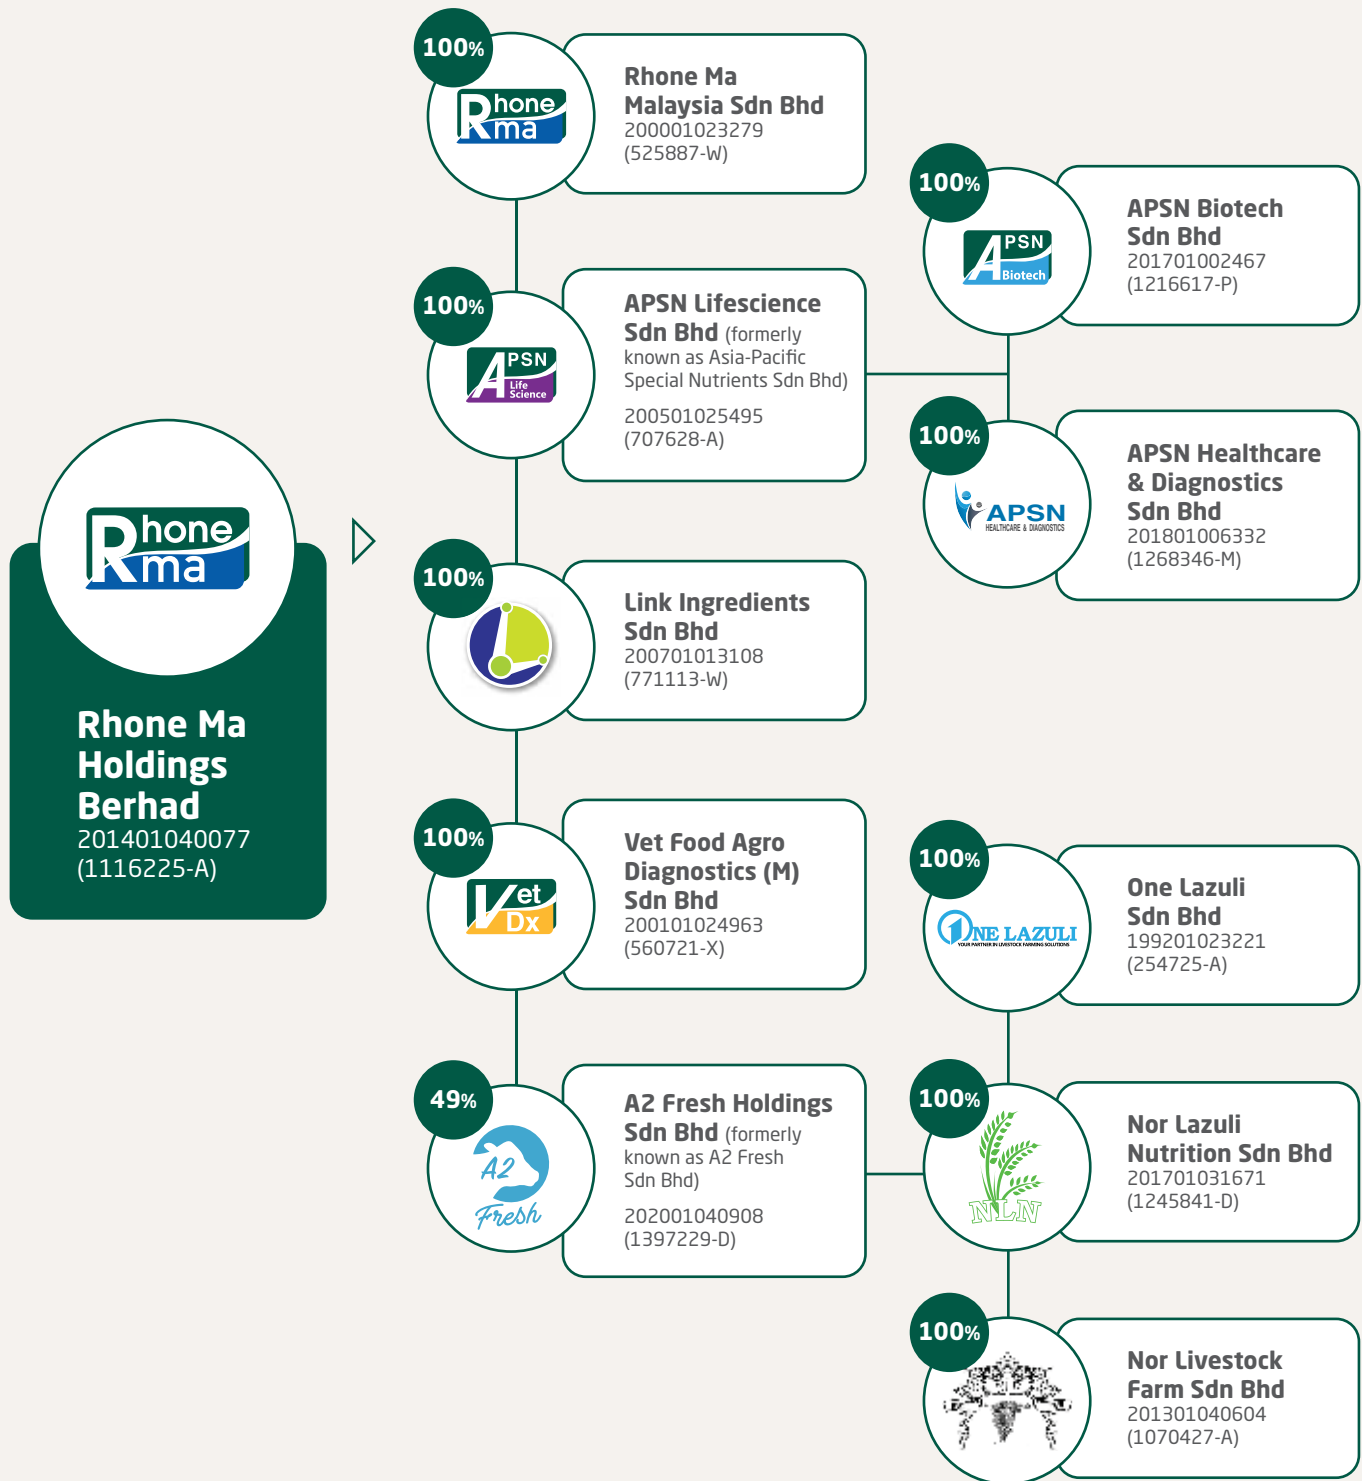 Rhone
ma
Rhone Ma
Holdings
Berhad
201401040077
(1116225-A)
100%
Rhone
ma
Rhone Ma
Malaysia Sdn Bhd
200001023279
(525887-W)
100%
APSN
Life
Science
APSN Lifescience
Sdn Bhd (formerly
known as Asia-Pacific
Special Nutrients Sdn Bhd)
200501025495
(707628-A)
100%
APSN
Biotech
APSN Biotech
Sdn Bhd
201701002467
(1216617-P)
100%
APSN
HEALTHCARE & DIAGNOSTICS
APSN Healthcare
& Diagnostics
Sdn Bhd
201801006332
(1268346-M)
100%
Link Ingredients
Sdn Bhd
200701013108
(771113-W)
100%
Vet
Dx
Vet Food Agro
Diagnostics (M)
Sdn Bhd
200101024963
(560721-X)
49%
A2
Fresh
A2 Fresh Holdings
Sdn Bhd (formerly
known as A2 Fresh
Sdn Bhd)
202001040908
(1397229-D)
100%
ONE LAZULI
YOUR PARTNER IN LIVESTOCK FARMING SOLUTIONS
One Lazuli
Sdn Bhd
199201023221
(254725-A)
100%
NLN
Nor Lazuli
Nutrition Sdn Bhd
201701031671
(1245841-D)
100%
Nor Livestock
Farm Sdn Bhd
201301040604
(1070427-A)